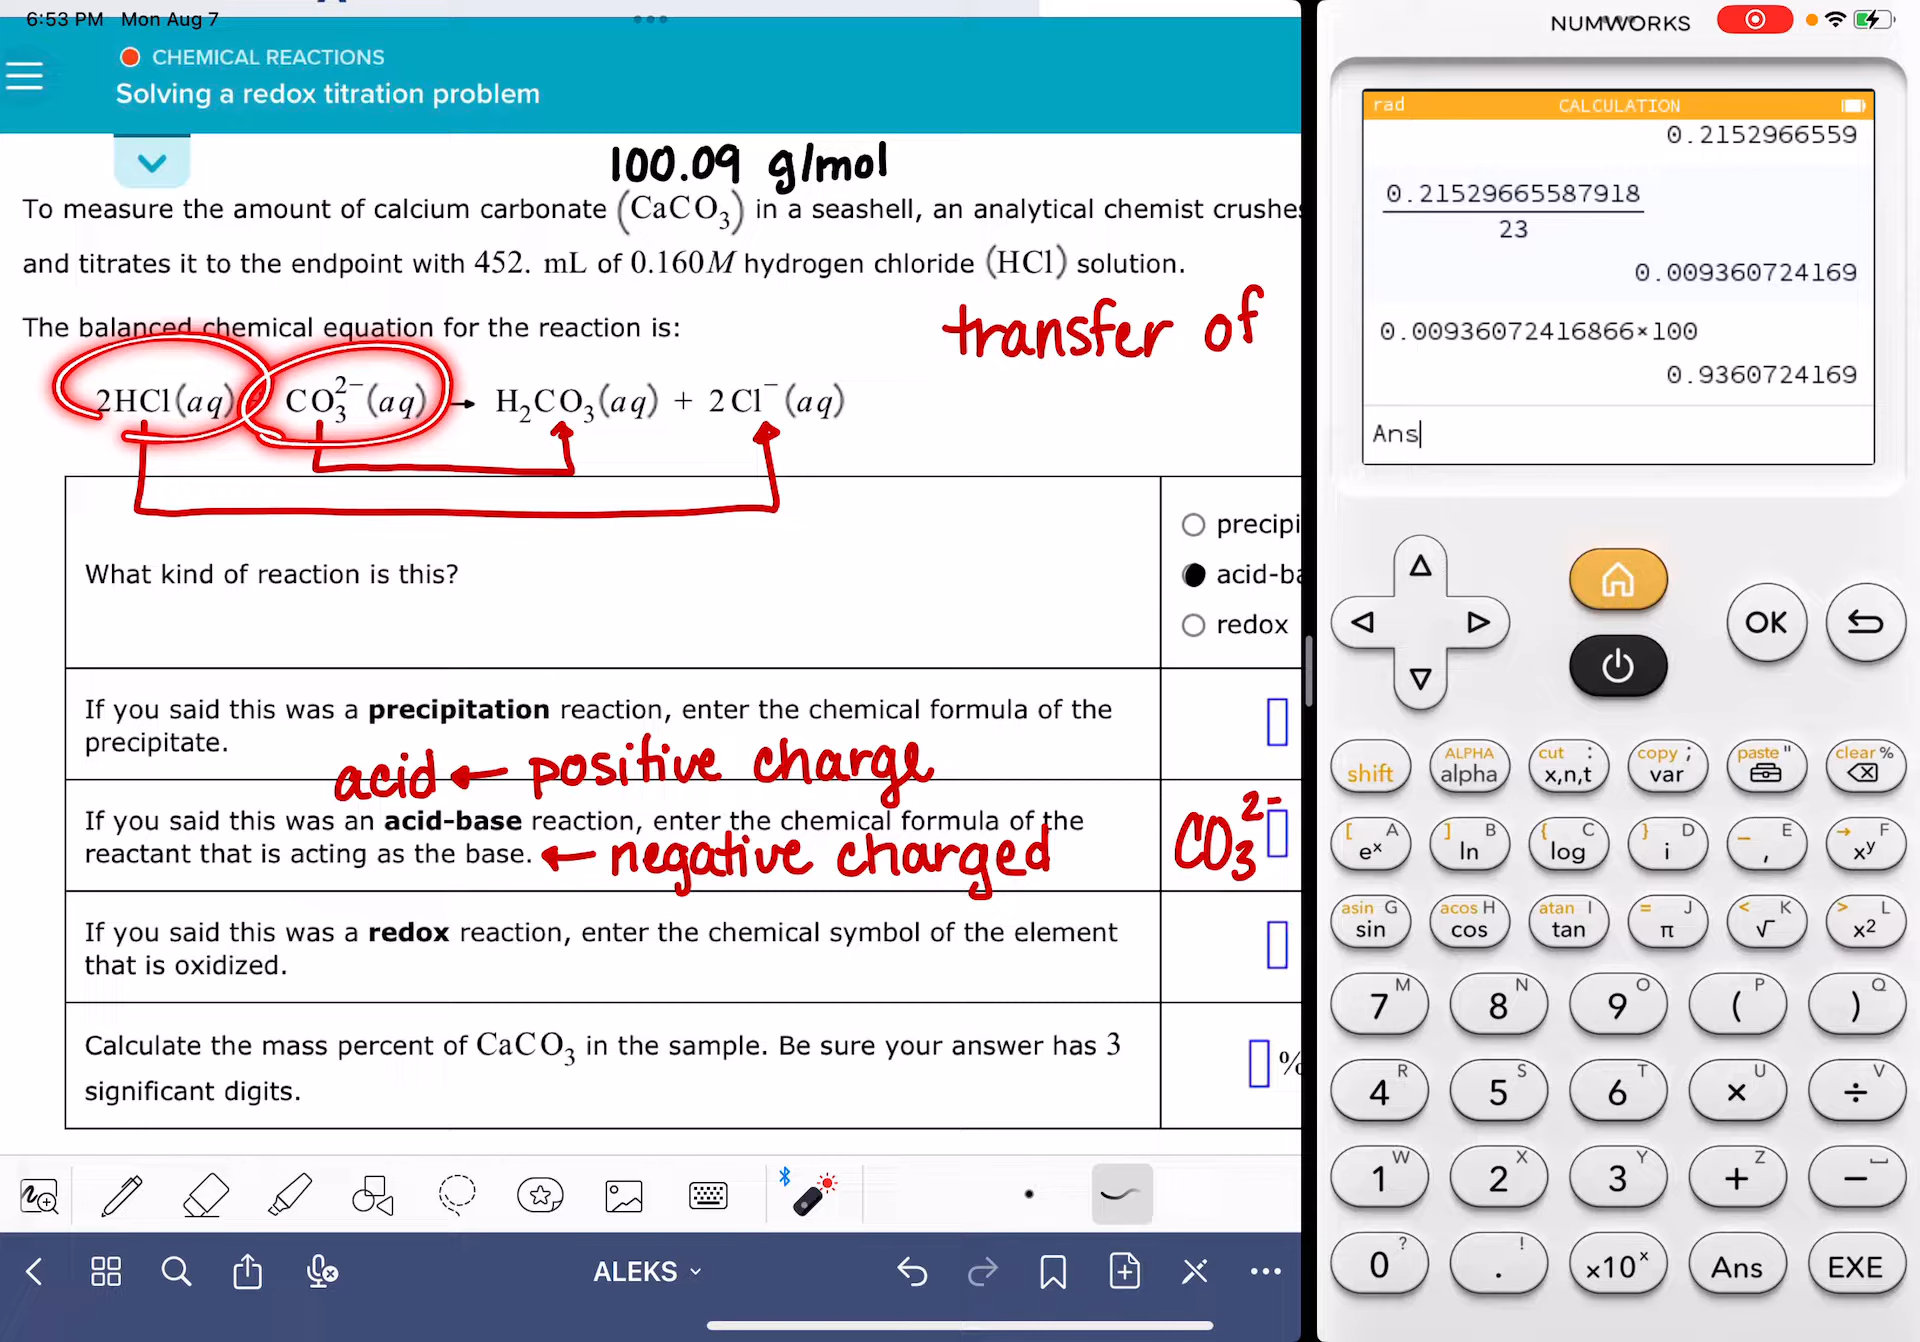 6:53 PM Mon Aug 7
CHEMICAL REACTIONS
Solving a redox titration problem
100.09 g/mol
To measure the amount of calcium carbonate (CaCO₃) in a seashell, an analytical chemist crushes
and titrates it to the endpoint with 452. mL of 0.160M hydrogen chloride (HCl) solution.
transfer of
The balanced chemical equation for the reaction is:
2HCl(aq) CO₃²⁻(aq) → H₂CO₃(aq) + 2Cl⁻(aq)
What kind of reaction is this?
precipi
acid-ba
redox
If you said this was a precipitation reaction, enter the chemical formula of the
precipitate.
acid ← positive charge
If you said this was an acid-base reaction, enter the chemical formula of the
reactant that is acting as the base. ← negative charged
CO₃²⁻
If you said this was a redox reaction, enter the chemical symbol of the element
that is oxidized.
Calculate the mass percent of CaCO₃ in the sample. Be sure your answer has 3
significant digits.
%
ALEKS
NUMWORKS
rad CALCULATION
0.2152966559
0.21529665587918
23
0.009360724169
0.00936072416866×100
0.9360724169
Ans
OK
shift
ALPHA
alpha
cut :
x,n,t
copy ;
var
paste "
clear %
[ A
eˣ
] B
ln
{ C
log
} D
i
_ E
,
→ F
xʸ
asin G
sin
acos H
cos
atan I
tan
= J
π
< K
√
> L
x²
7 M
8 N
9 O
( P
) Q
4 R
5 S
6 T
× U
÷ V
1 W
2 X
3 Y
+ Z
−
0 ?
. !
×10ˣ
Ans
EXE